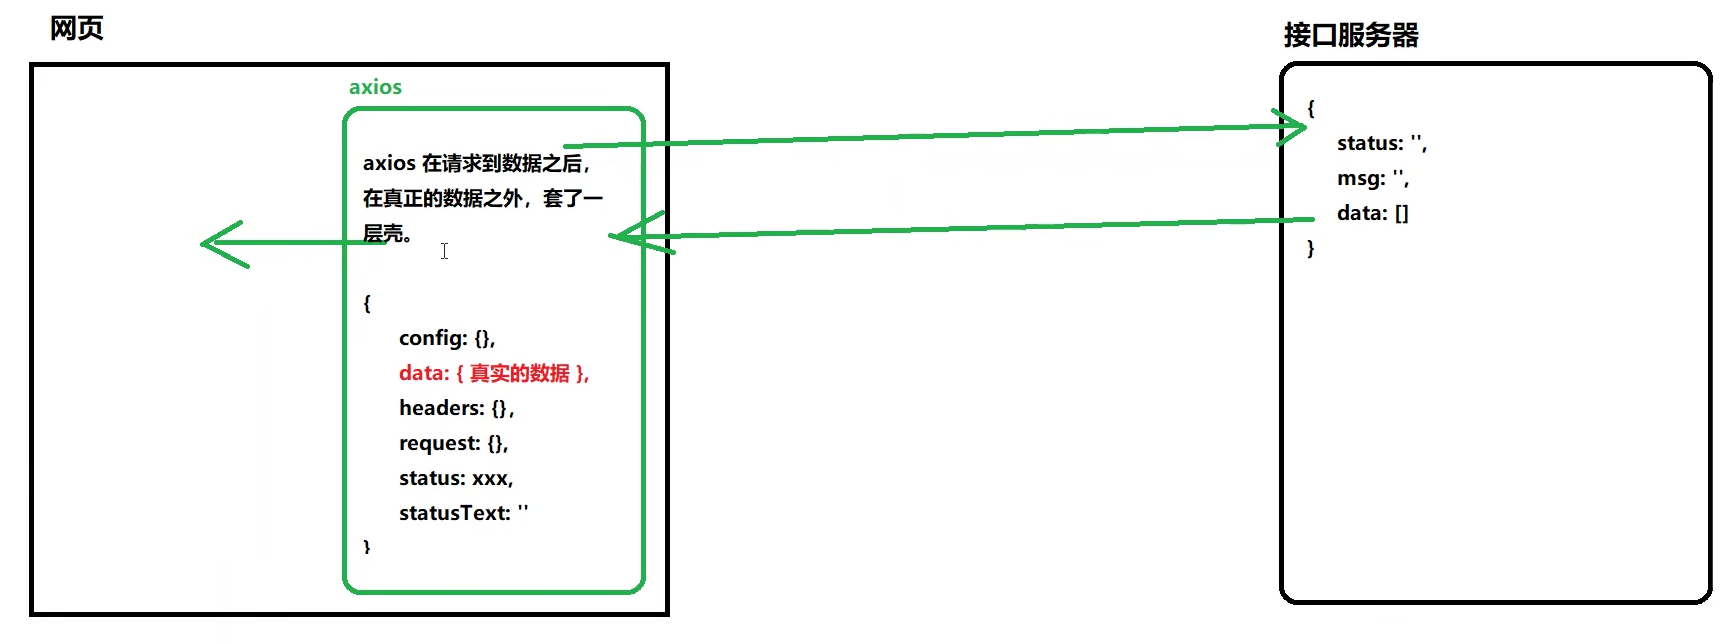 网页
axios
axios 在请求到数据之后，
在真正的数据之外，套了一
层壳。
{
config: {},
data: { 真实的数据 },
headers: {},
request: {},
status: xxx,
statusText: ''
}
接口服务器
{
status: '',
msg: '',
data: []
}